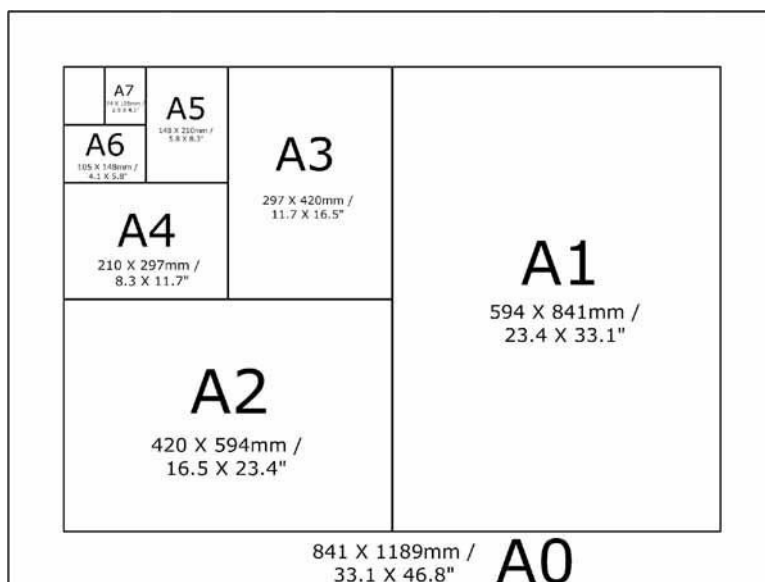 A7
A5
148 X 210mm /
5.8 X 8.3"
A6
105 X 148mm /
4.1 X 5.8"
A3
297 X 420mm /
11.7 X 16.5"
A4
210 X 297mm /
8.3 X 11.7"
A1
594 X 841mm /
23.4 X 33.1"
A2
420 X 594mm /
16.5 X 23.4"
841 X 1189mm /
33.1 X 46.8"
A0